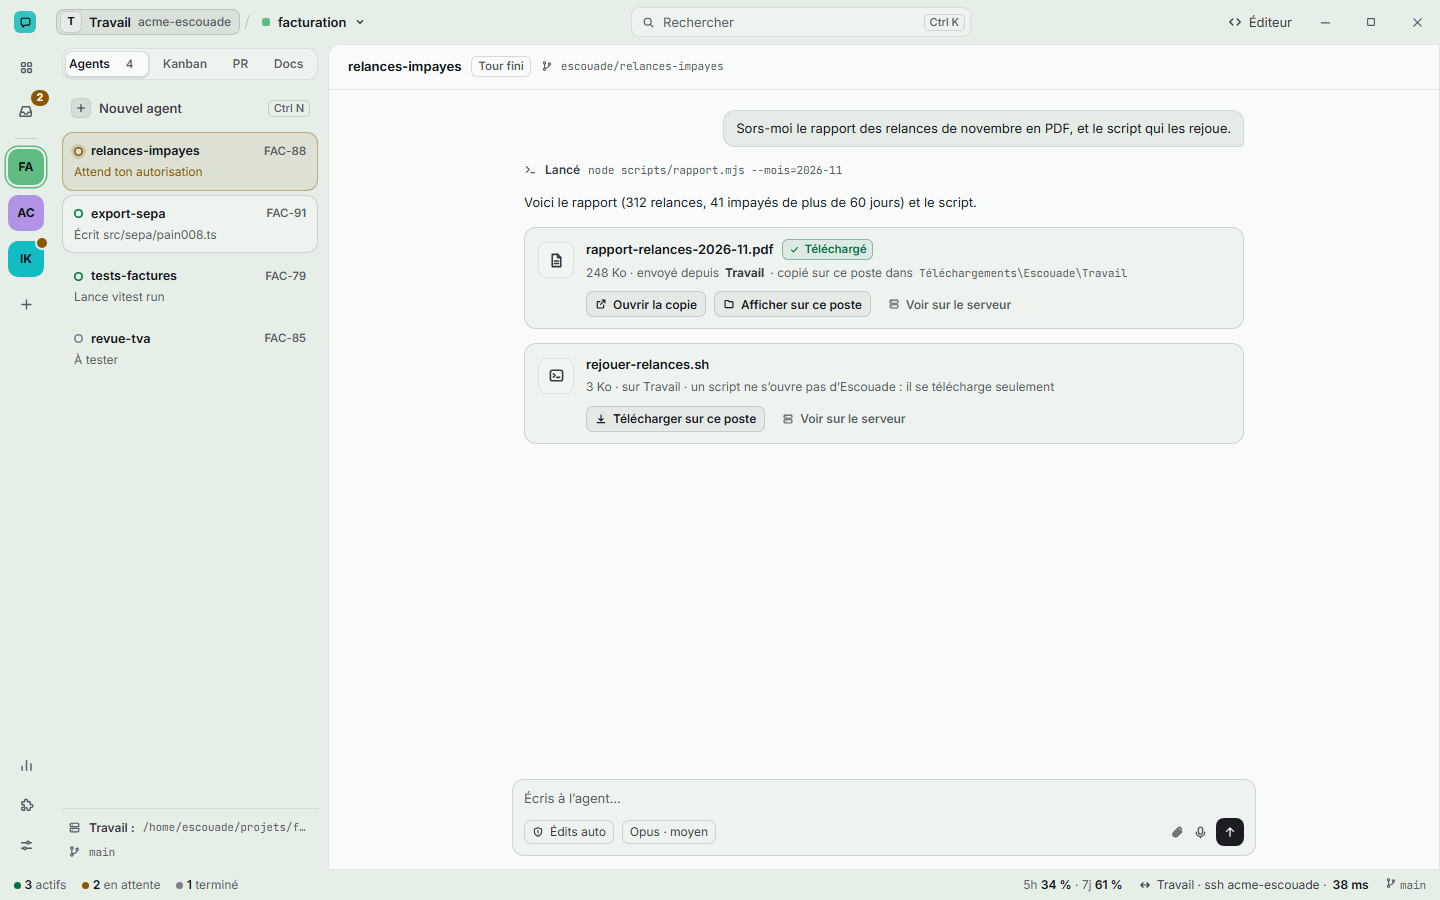 T Travail acme-escouade / facturation
Rechercher Ctrl K
Éditeur
Agents 4 Kanban PR Docs
2
Nouvel agent Ctrl N
FA
AC
IK
relances-impayes FAC-88
Attend ton autorisation
export-sepa FAC-91
Écrit src/sepa/pain008.ts
tests-factures FAC-79
Lance vitest run
revue-tva FAC-85
À tester
Travail : /home/escouade/projets/f…
main
relances-impayes Tour fini escouade/relances-impayes
Sors-moi le rapport des relances de novembre en PDF, et le script qui les rejoue.
Lancé node scripts/rapport.mjs --mois=2026-11
Voici le rapport (312 relances, 41 impayés de plus de 60 jours) et le script.
rapport-relances-2026-11.pdf Téléchargé
248 Ko · envoyé depuis Travail · copié sur ce poste dans Téléchargements\Escouade\Travail
Ouvrir la copie Afficher sur ce poste Voir sur le serveur
rejouer-relances.sh
3 Ko · sur Travail · un script ne s’ouvre pas d’Escouade : il se télécharge seulement
Télécharger sur ce poste Voir sur le serveur
Écris à l’agent…
Édits auto Opus · moyen
3 actifs 2 en attente 1 terminé
5h 34 % · 7j 61 % Travail · ssh acme-escouade · 38 ms main